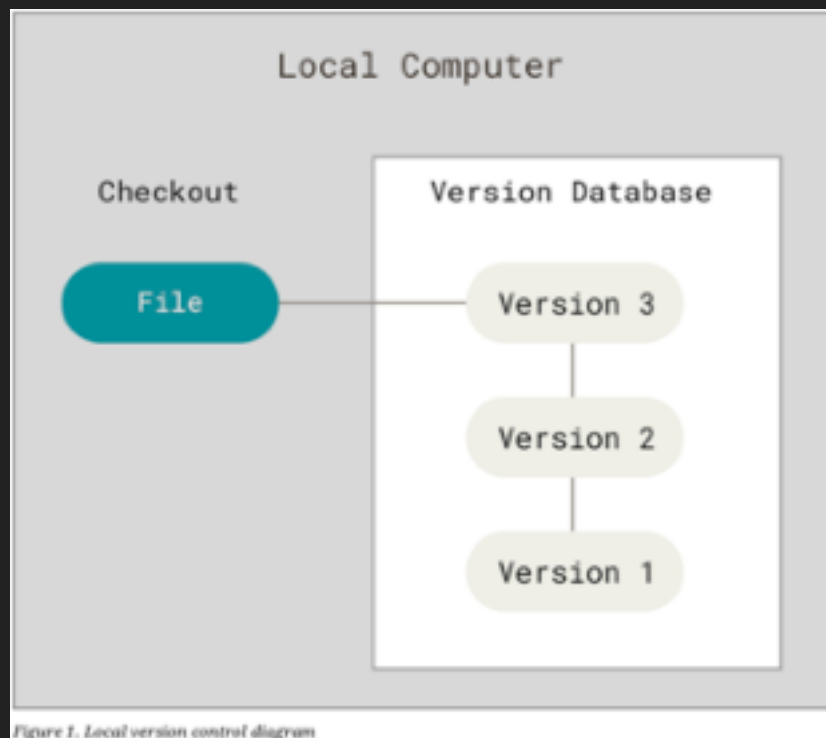 Local Computer
Checkout
Version Database
File
Version 3
Version 2
Version 1
Figure 1. Local version control diagram